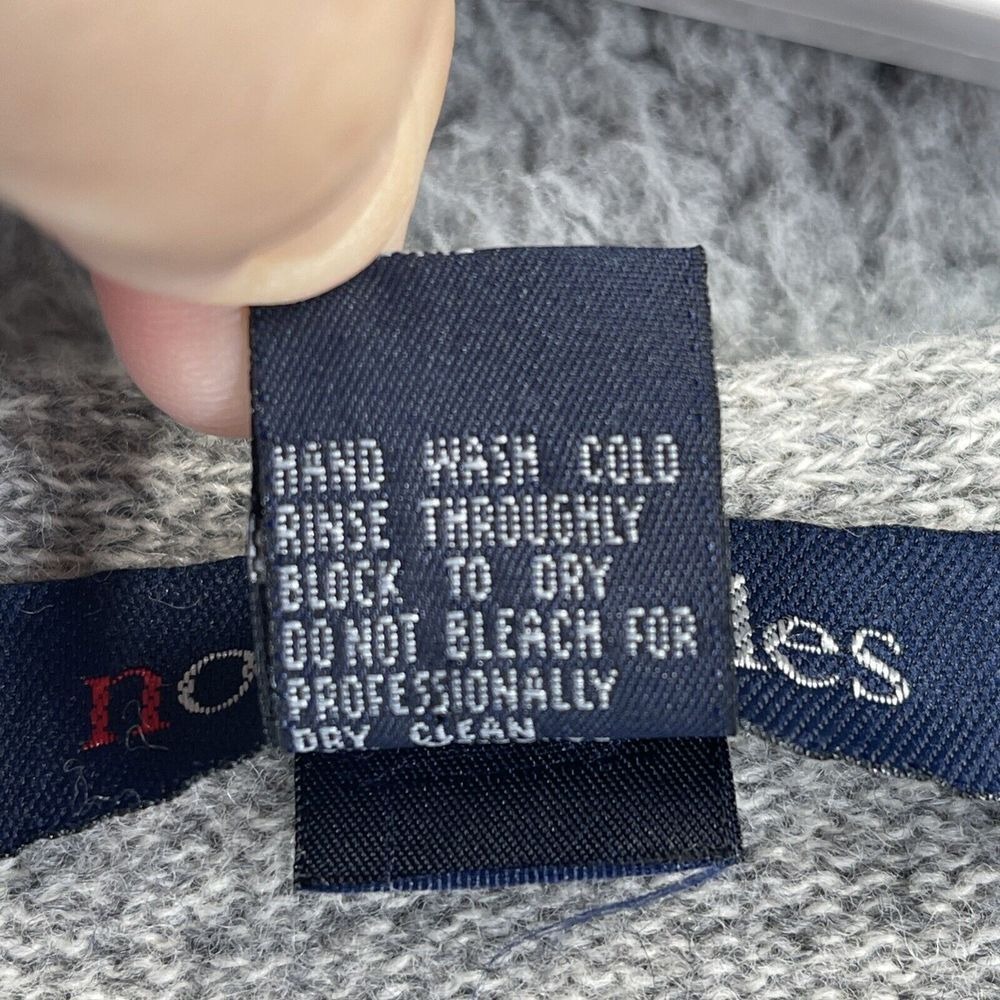 HAND WASH COLD
RINSE THROUGHLY
BLOCK TO DRY
DO NOT BLEACH FOR
PROFESSIONALLY
DRY CLEAN